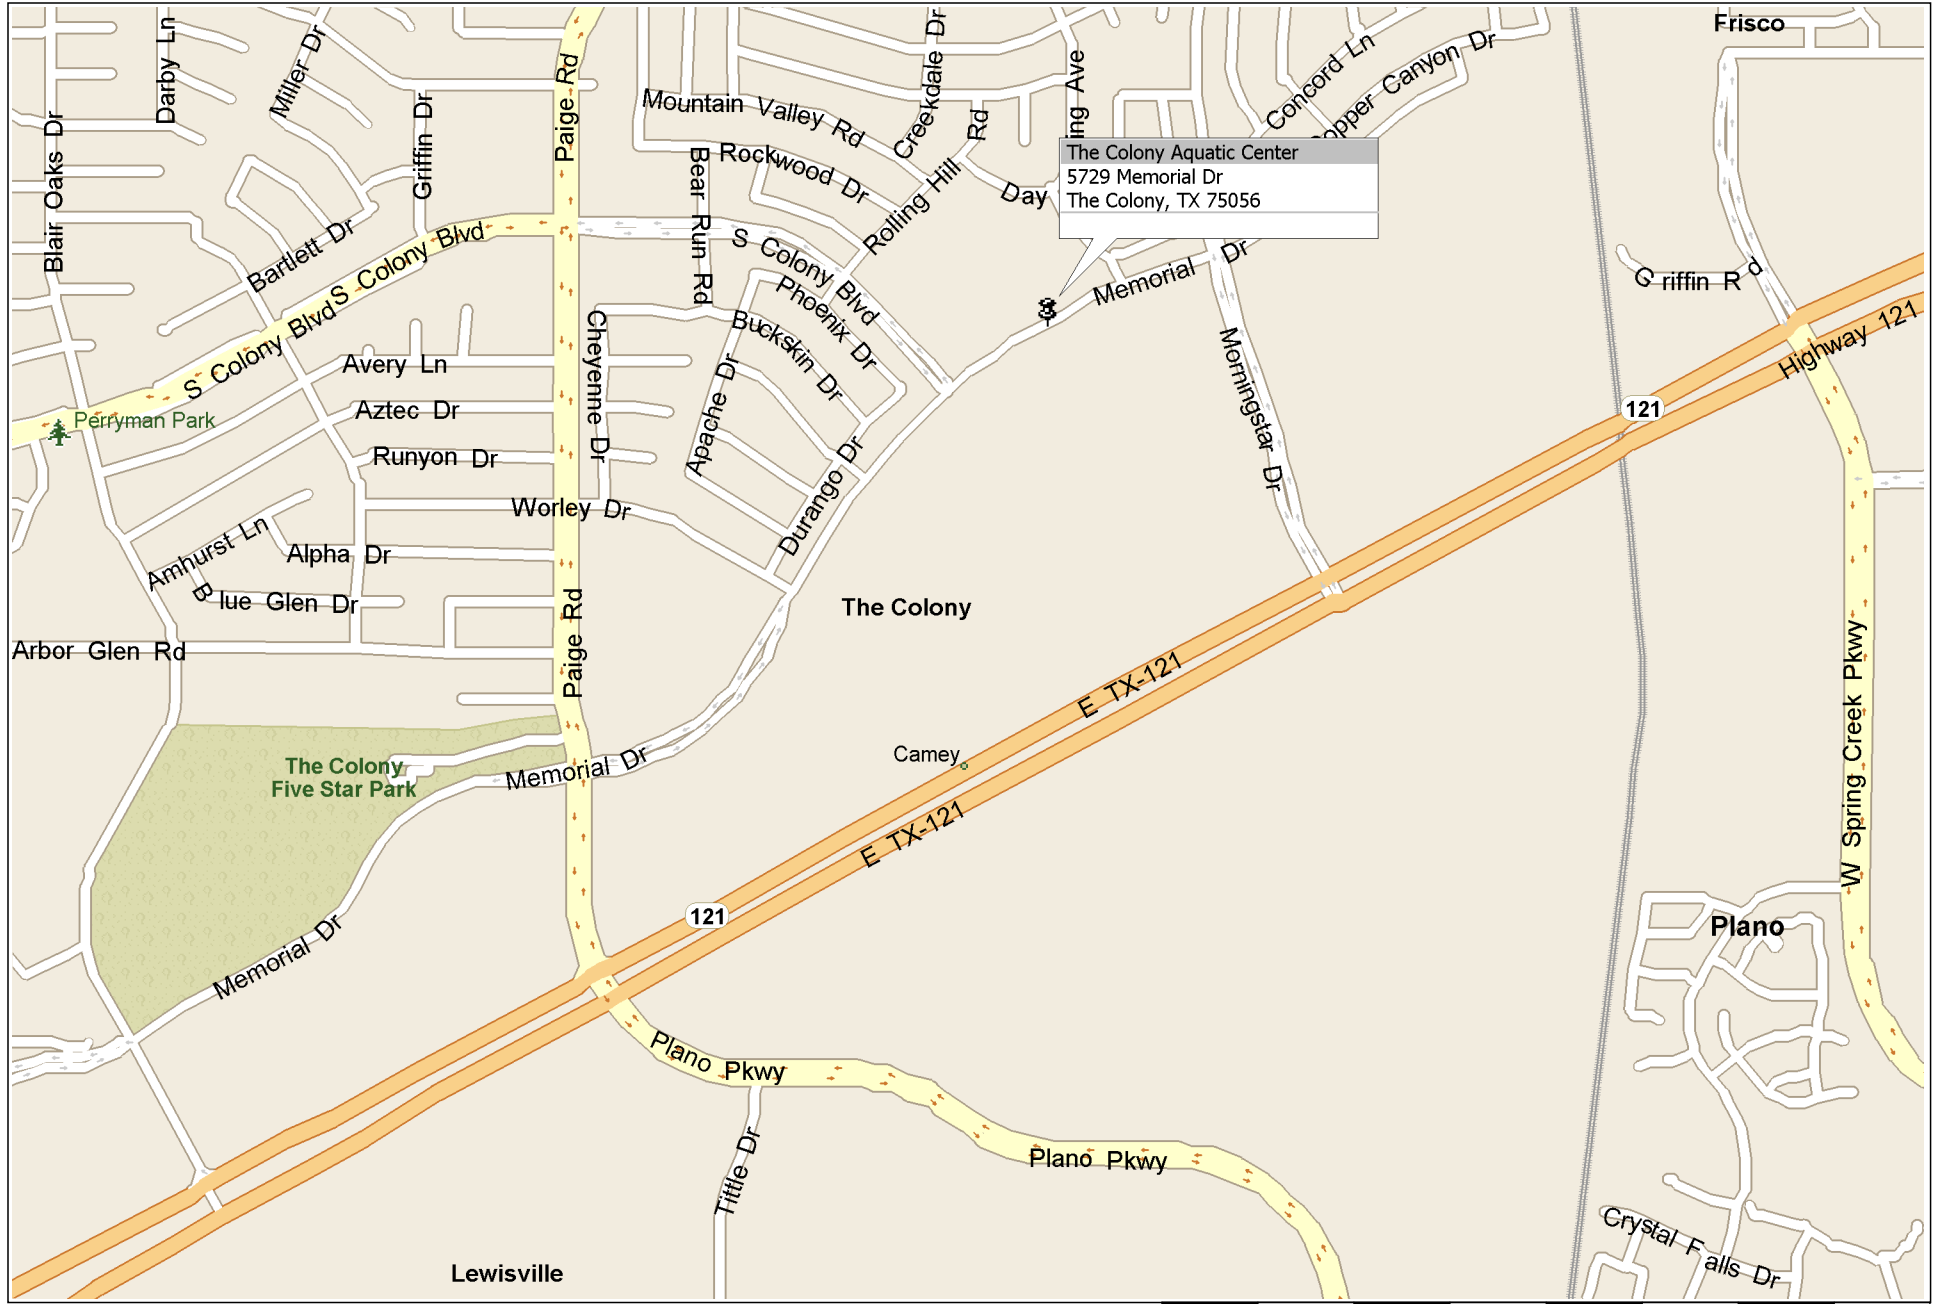 Frisco
Darby Ln
Miller Dr
Paige Rd
Creekdale Dr
Concord Ln
Copper Canyon Dr
Mountain Valley Rd
Griffin Dr
Blair Oaks Dr
Rd
ing Ave
The Colony Aquatic Center
5729 Memorial Dr
The Colony, TX 75056
Bear Run Rd
Rockwood Dr
Rolling Hill
Day
Bartlett Dr
S Colony Blvd
S Colony Blvd
S Colony Blvd
Memorial Dr
Griffin Rd
Phoenix Dr
3
Highway 121
Cheyenne Dr
Buckskin Dr
Avery Ln
Morningstar Dr
Apache Dr
Aztec Dr
121
Perryman Park
Runyon Dr
Durango Dr
Worley Dr
Amhurst Ln
Alpha Dr
Blue Glen Dr
Paige Rd
The Colony
Arbor Glen Rd
E TX-121
W Spring Creek Pkwy
Camey
The Colony
Five Star Park
Memorial Dr
E TX-121
121
Plano
Memorial Dr
Plano Pkwy
Plano Pkwy
Tittle Dr
Crystal Falls Dr
Lewisville